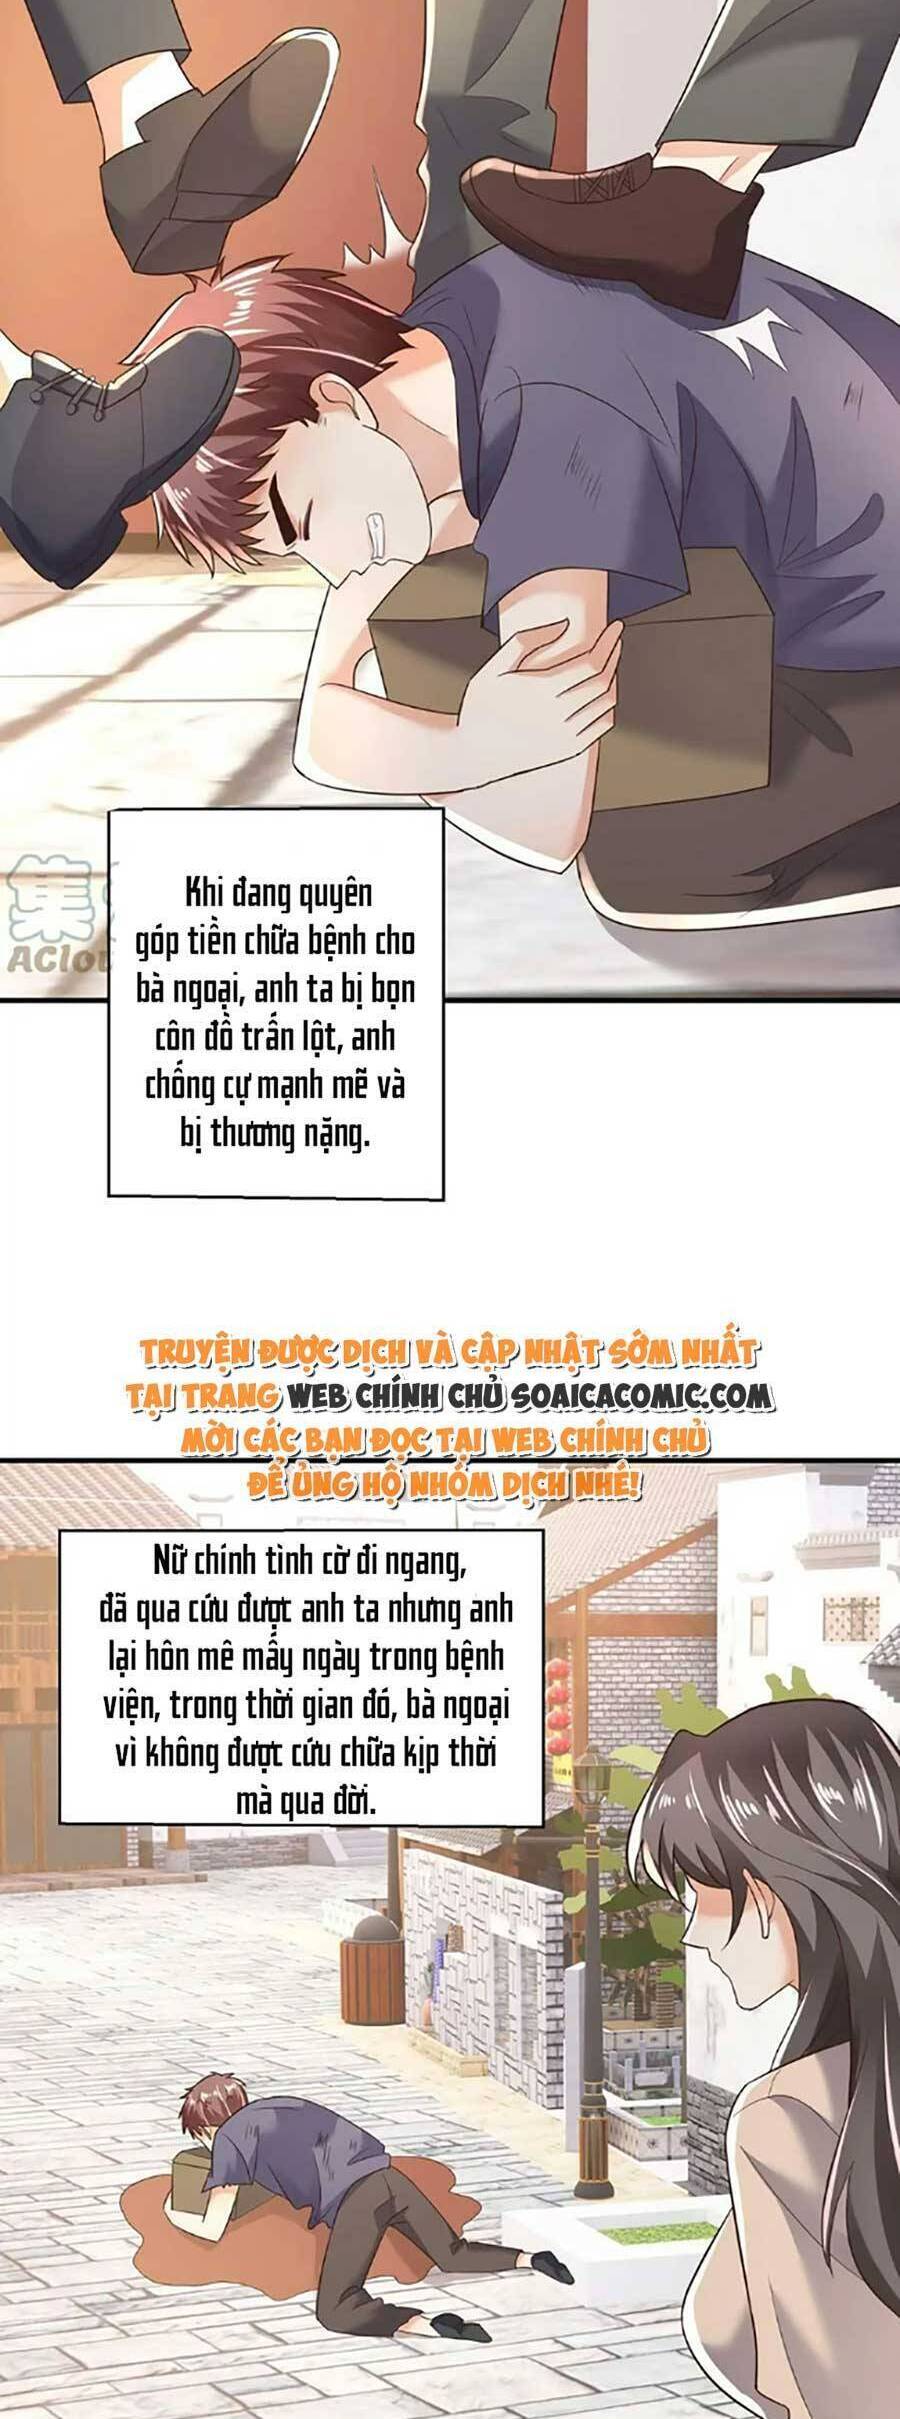 集
AClou
Khi đang quyên
góp tiền chữa bệnh cho
bà ngoại, anh ta bị bọn
côn đồ trấn lột, anh
chống cự mạnh mẽ và
bị thương nặng.
TRUYỆN ĐƯỢC DỊCH VÀ CẬP NHẬT SỚM NHẤT
TẠI TRANG WEB CHÍNH CHỦ SOAICACOMIC.COM
MỜI CÁC BẠN ĐỌC TẠI WEB CHÍNH CHỦ
ĐỂ ỦNG HỘ NHÓM DỊCH NHÉ!
Nữ chính tình cờ đi ngang,
đã qua cứu được anh ta nhưng anh
lại hôn mê mấy ngày trong bệnh
viện, trong thời gian đó, bà ngoại
vì không được cứu chữa kịp thời
mà qua đời.